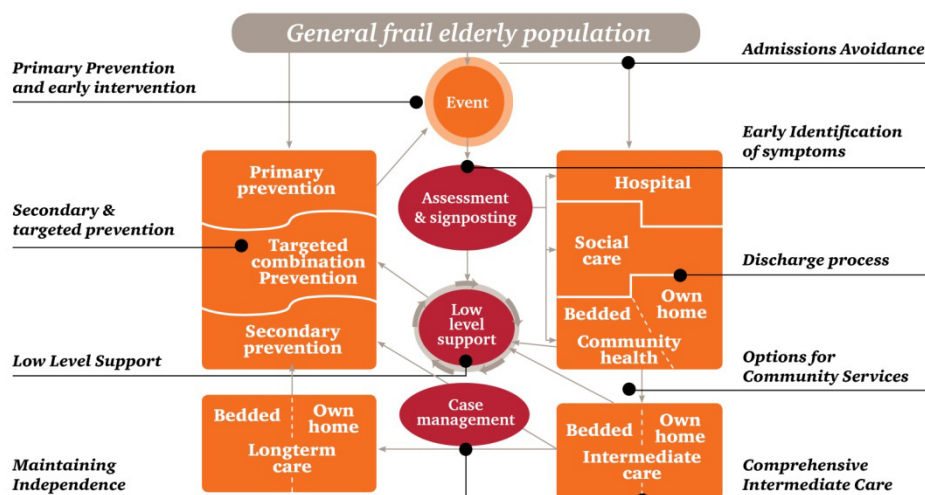 General frail elderly population
Primary Prevention
and early intervention
Event
Admissions Avoidance
Early Identification
of symptoms
Primary
prevention
Assessment
& signposting
Hospital
Secondary &
targeted prevention
Targeted
combination
Prevention
Social
care
Discharge process
Own
home
Bedded
Low
level
support
Secondary
prevention
Community
health
Low Level Support
Options for
Community Services
Case
management
Bedded
Own
home
Longterm
care
Bedded
Own
home
Intermediate
care
Maintaining
Independence
Comprehensive
Intermediate Care